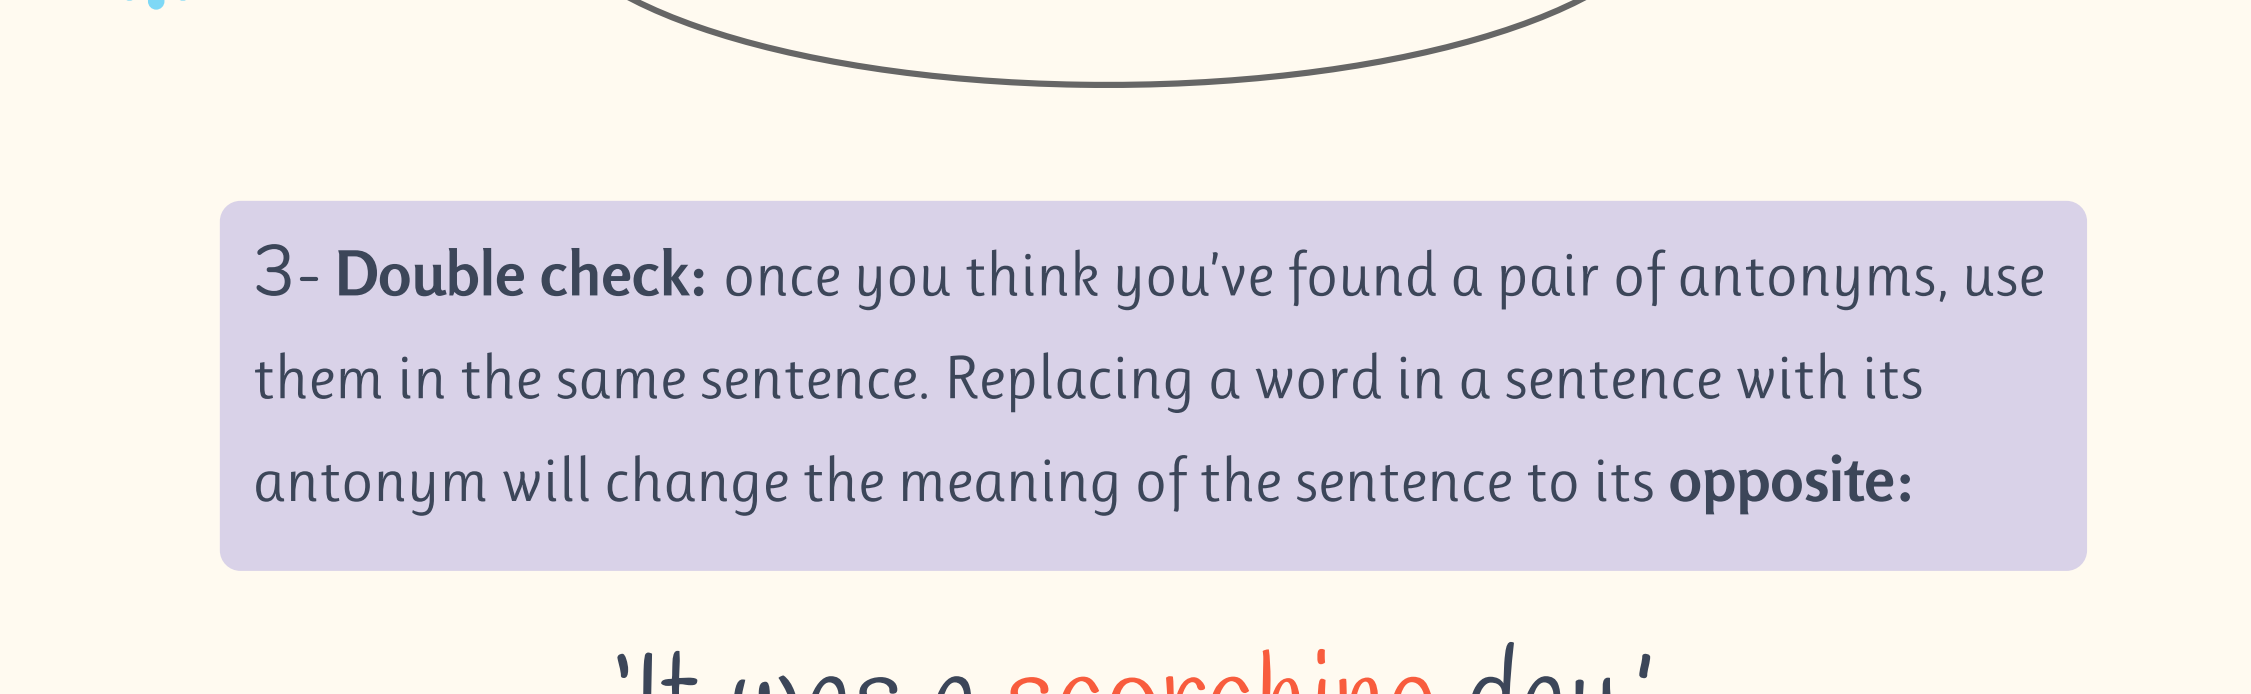 3- Double check: once you think you've found a pair of antonyms, use
them in the same sentence. Replacing a word in a sentence with its
antonym will change the meaning of the sentence to its opposite:
'It was a scorching day.'